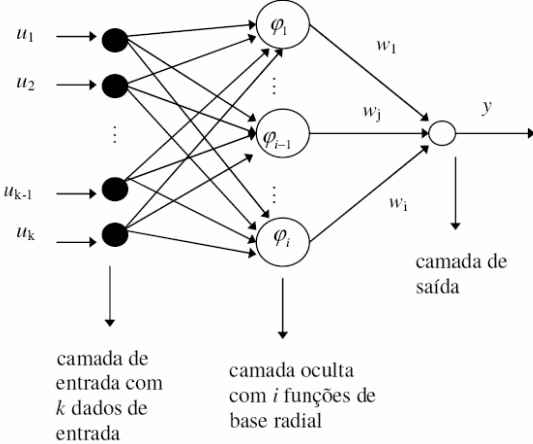 u1
u2
⋮
uk-1
uk
φ1
⋮
φi−1
⋮
φi
w1
wj
wi
y
camada de
entrada com
k dados de
entrada
camada oculta
com i funções de
base radial
camada de
saída